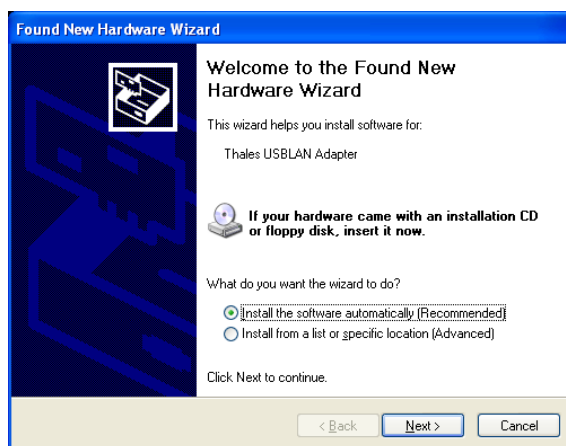 Found New Hardware Wizard
Welcome to the Found New
Hardware Wizard
This wizard helps you install software for:
Thales USBLAN Adapter
If your hardware came with an installation CD
or floppy disk, insert it now.
What do you want the wizard to do?
Install the software automatically (Recommended)
Install from a list or specific location (Advanced)
Click Next to continue.
< Back Next > Cancel